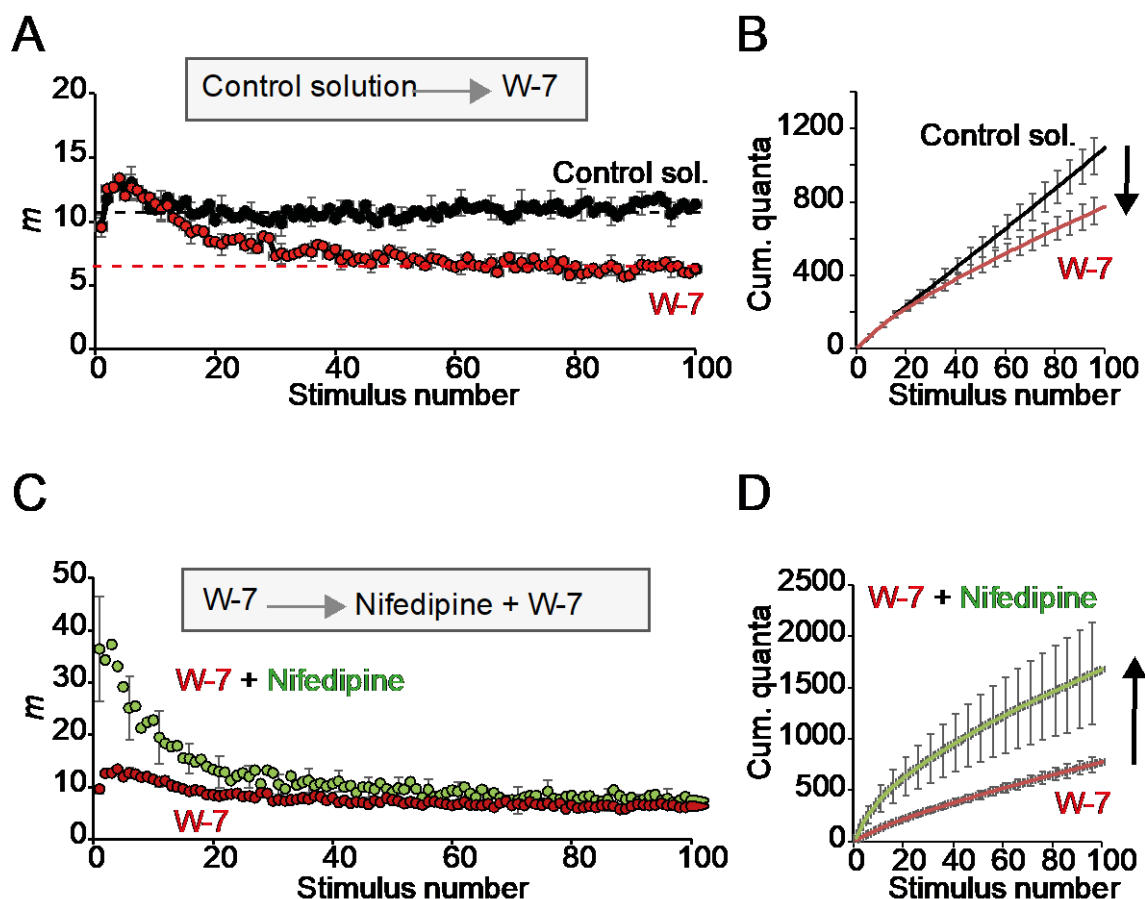 A
Control solution → W-7
20
15
10
5
0
m
Control sol.
W-7
0 20 40 60 80 100
Stimulus number
B
1200
800
400
0
Cum. quanta
Control sol.
W-7
0 20 40 60 80 100
Stimulus number
C
W-7 → Nifedipine + W-7
50
40
30
20
10
0
m
W-7 + Nifedipine
W-7
0 20 40 60 80 100
Stimulus number
D
2500
2000
1500
1000
500
0
Cum. quanta
W-7 + Nifedipine
W-7
0 20 40 60 80 100
Stimulus number